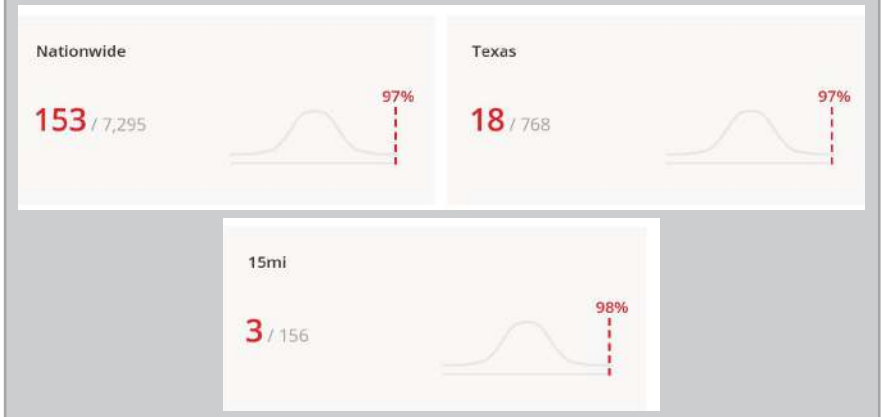 Nationwide
97%
153 / 7,295
Texas
97%
18 / 768
15mi
98%
3 / 156